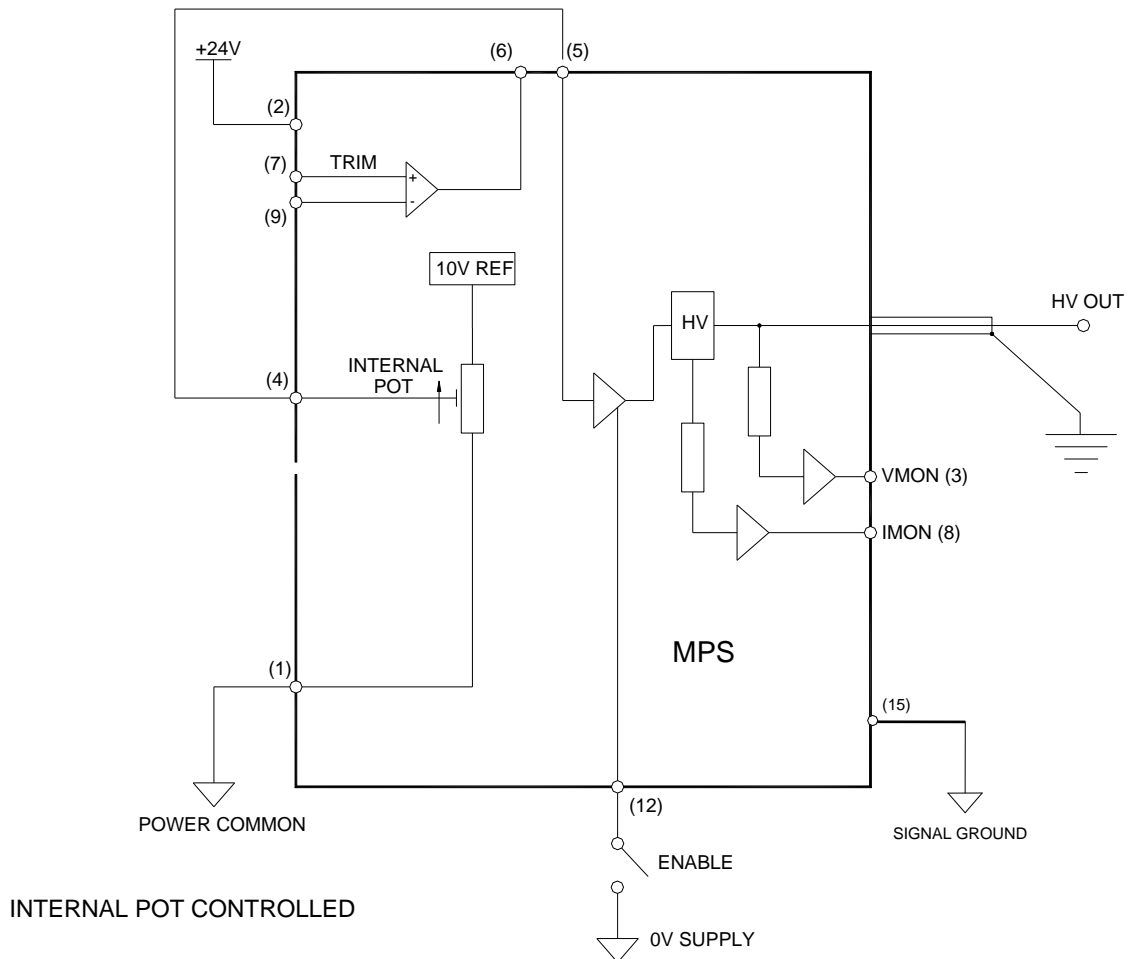 (6)
(5)
+24V
(2)
(7)
TRIM
+
(9)
-
10V REF
HV
HV OUT
INTERNAL
POT
(4)
VMON (3)
IMON (8)
MPS
(1)
(15)
POWER COMMON
(12)
SIGNAL GROUND
ENABLE
INTERNAL POT CONTROLLED
0V SUPPLY